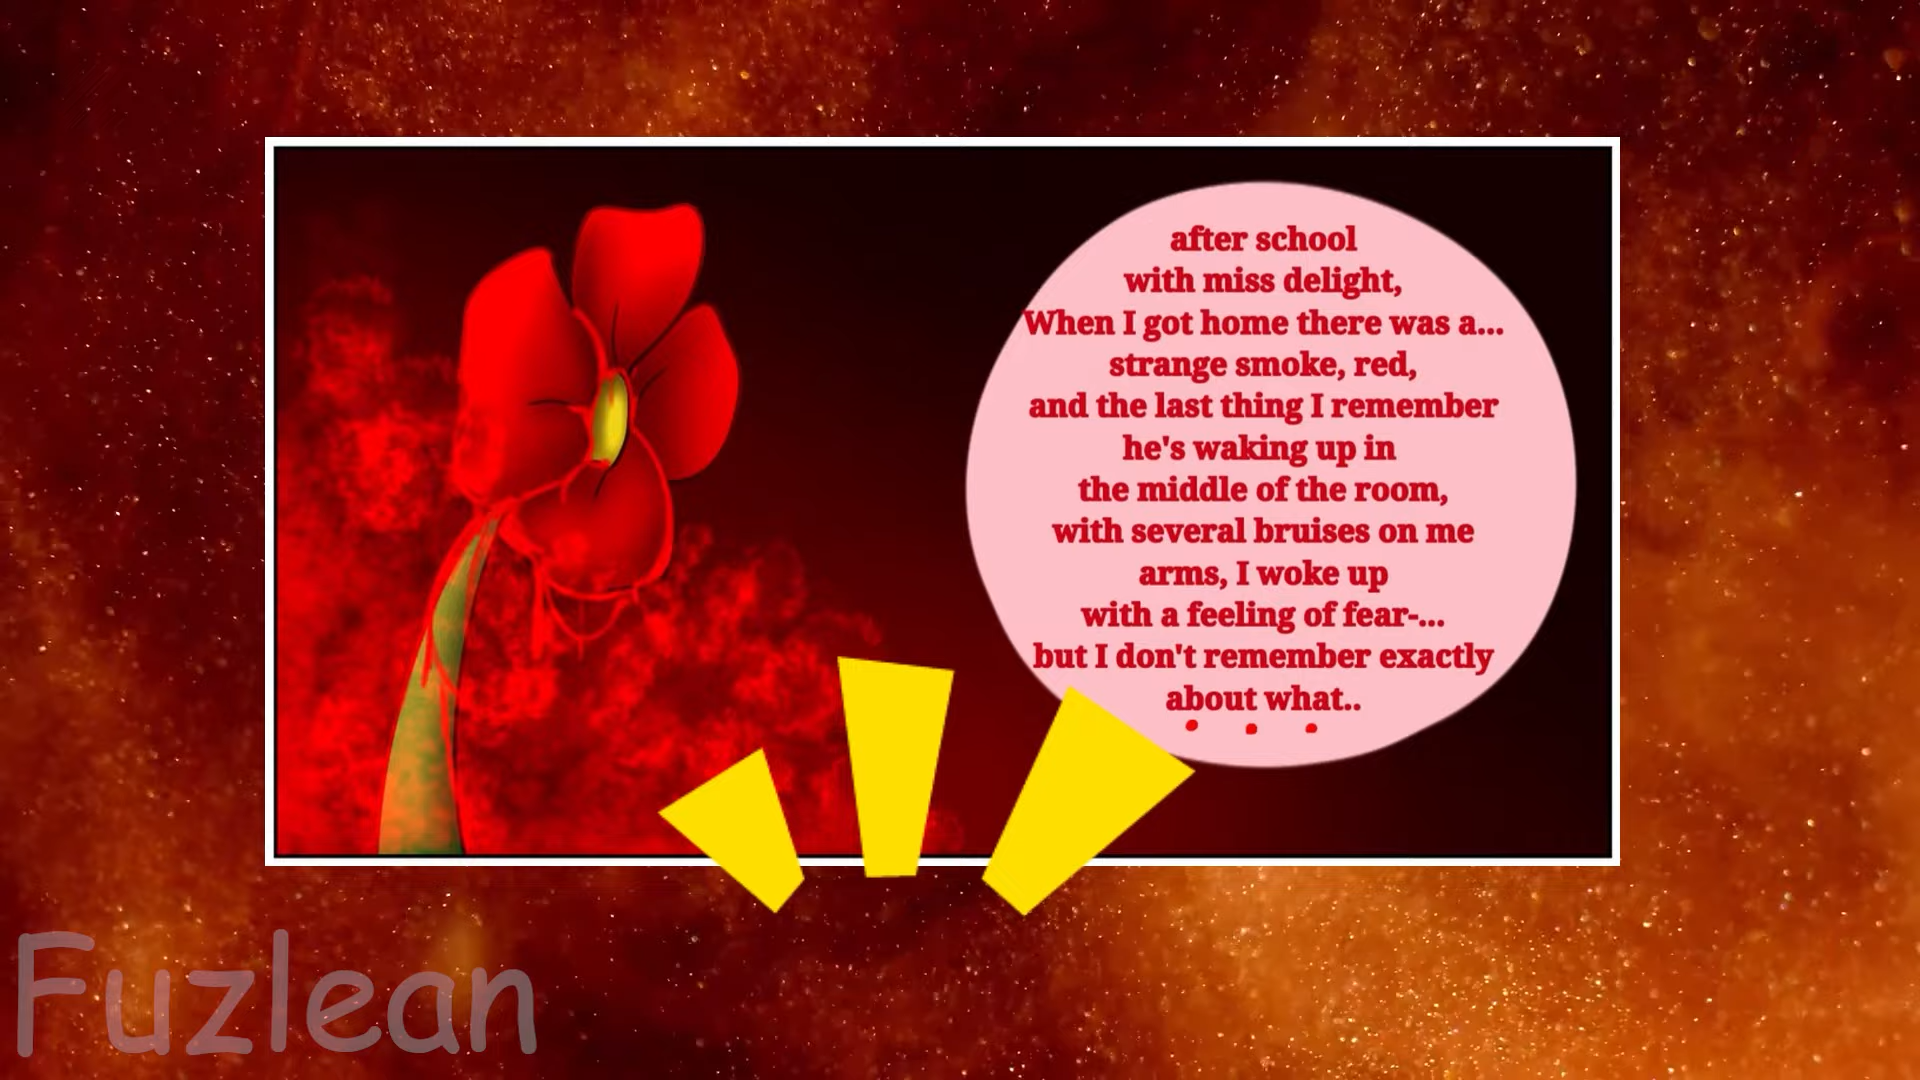 after school
with miss delight,
When I got home there was a...
strange smoke, red,
and the last thing I remember
he's waking up in
the middle of the room,
with several bruises on me
arms, I woke up
with a feeling of fear-...
but I don't remember exactly
about what..
. . .
Fuzlean